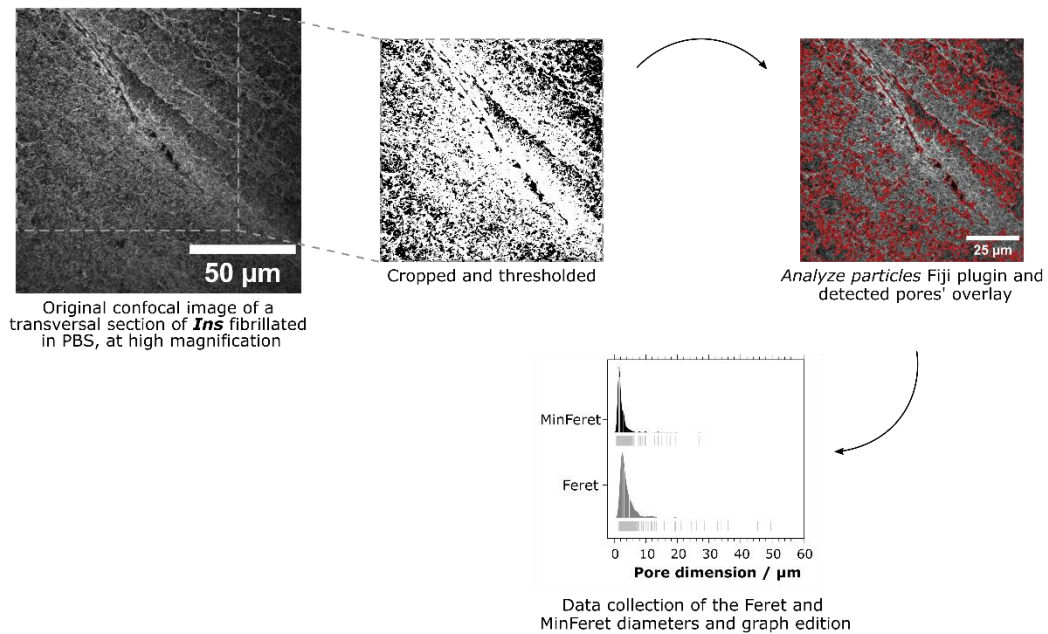 50 µm
Original confocal image of a
transversal section of Ins fibrillated
in PBS, at high magnification
Cropped and thresholded
25 µm
Analyze particles Fiji plugin and
detected pores' overlay
MinFeret
Feret
0 10 20 30 40 50 60
Pore dimension / µm
Data collection of the Feret and
MinFeret diameters and graph edition